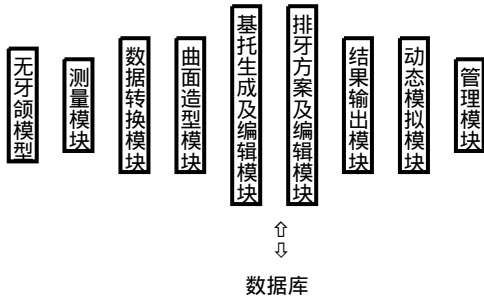 无牙颌模型
测量模块
数据转换模块
曲面造型模块
基托生成及编辑模块
排牙方案及编辑模块
结果输出模块
动态模拟模块
管理模块
数据库